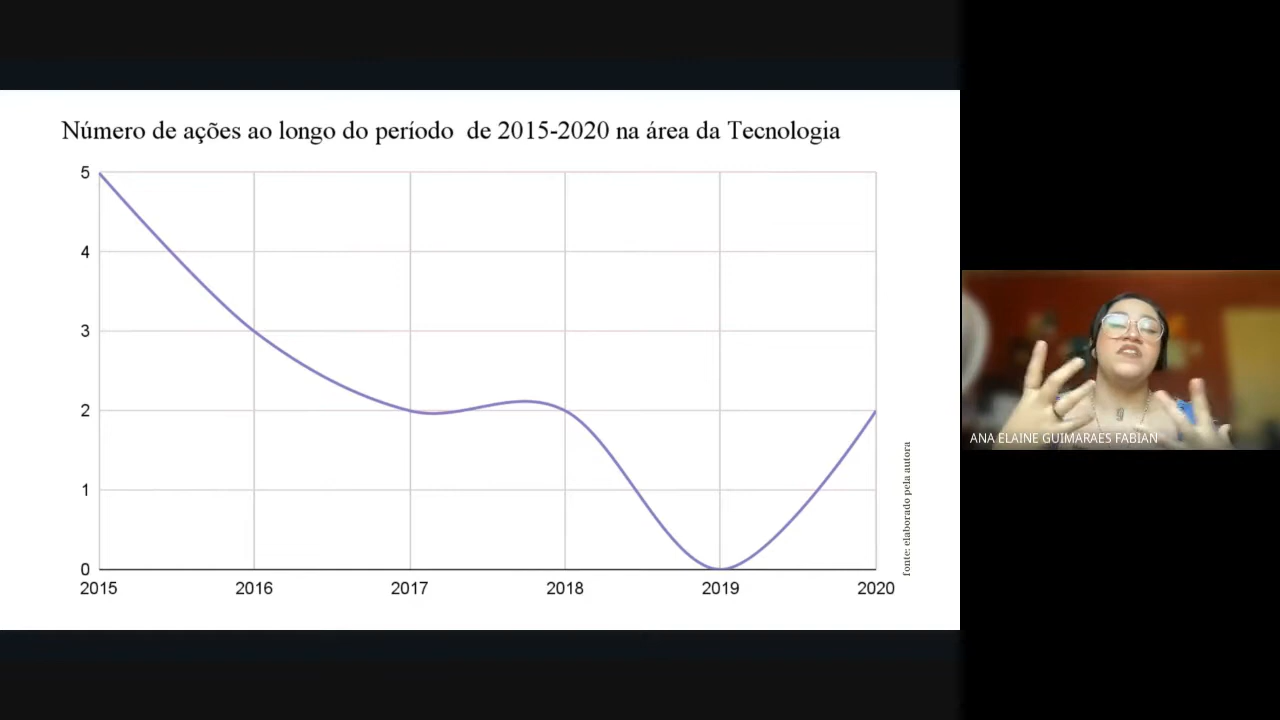 Número de ações ao longo do período  de 2015-2020 na área da Tecnologia
5
4
3
2
1
0
2015 2016 2017 2018 2019 2020
fonte: elaborado pela autora
ANA ELAINE GUIMARAES FABIAN